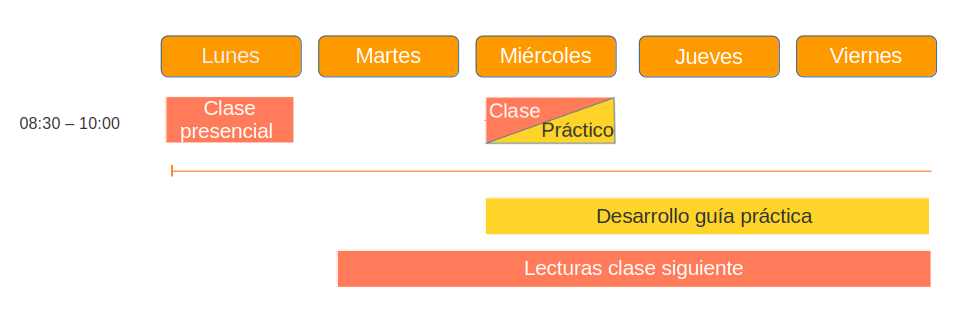 Lunes
Martes
Miércoles
Jueves
Viernes
08:30 – 10:00
Clase
presencial
Clase
Práctico
Desarrollo guía práctica
Lecturas clase siguiente